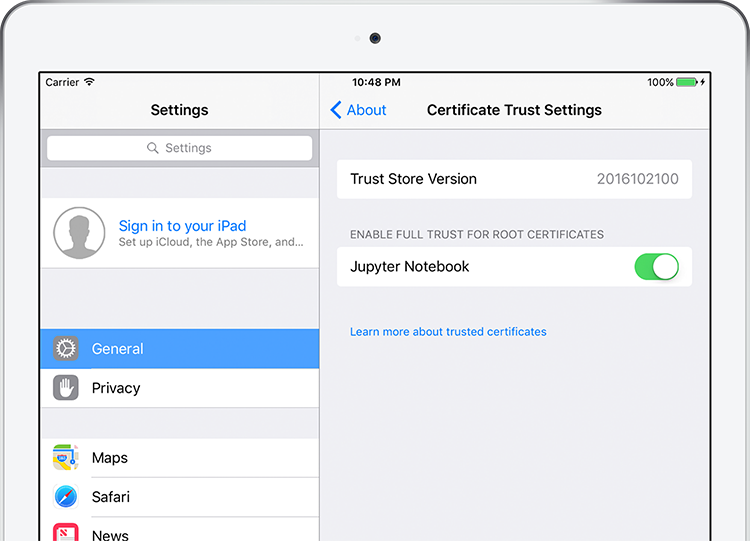 Carrier
10:48 PM
100%
Settings
About
Certificate Trust Settings
Settings
Sign in to your iPad
Set up iCloud, the App Store, and...
General
Privacy
Maps
Safari
News
Trust Store Version
2016102100
ENABLE FULL TRUST FOR ROOT CERTIFICATES
Jupyter Notebook
Learn more about trusted certificates